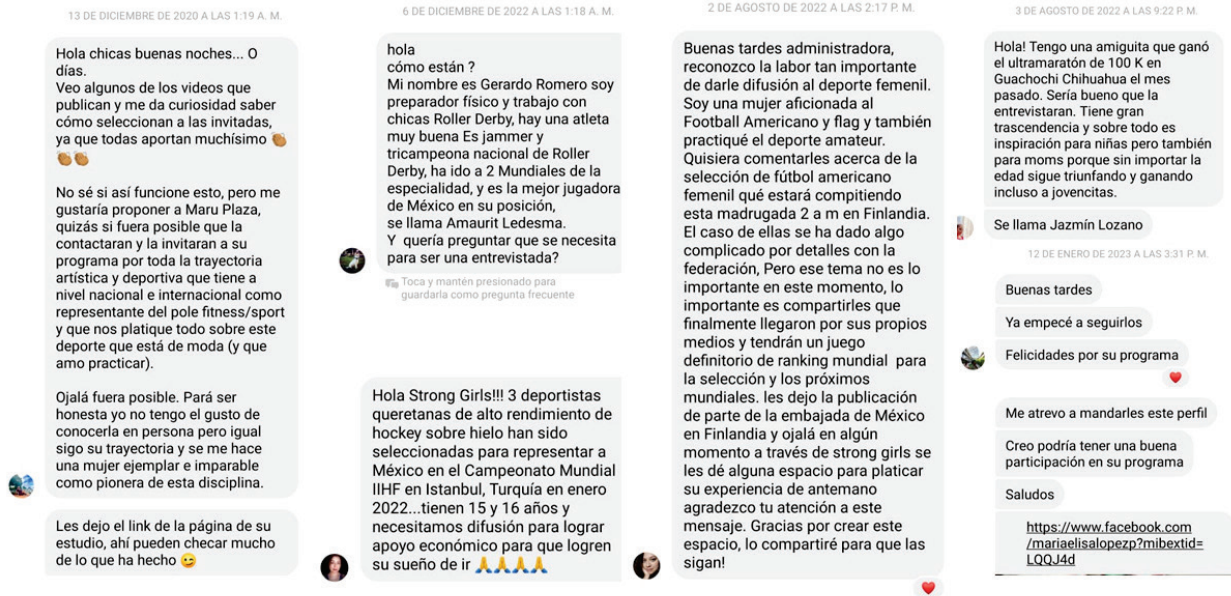 13 DE DICIEMBRE DE 2020 A LAS 1:19 A. M.
Hola chicas buenas noches... O
días.
Veo algunos de los videos que
publican y me da curiosidad saber
cómo seleccionan a las invitadas,
ya que todas aportan muchísimo 👏
👏👏
No sé si así funcione esto, pero me
gustaría proponer a Maru Plaza,
quizás si fuera posible que la
contactaran y la invitaran a su
programa por toda la trayectoria
artística y deportiva que tiene a
nivel nacional e internacional como
representante del pole fitness/sport
y que nos platique todo sobre este
deporte que está de moda (y que
amo practicar).
Ojalá fuera posible. Pará ser
honesta yo no tengo el gusto de
conocerla en persona pero igual
sigo su trayectoria y se me hace
una mujer ejemplar e imparable
como pionera de esta disciplina.
Les dejo el link de la página de su
estudio, ahí pueden checar mucho
de lo que ha hecho 😅
6 DE DICIEMBRE DE 2022 A LAS 1:18 A. M.
hola
cómo están ?
Mi nombre es Gerardo Romero soy
preparador físico y trabajo con
chicas Roller Derby, hay una atleta
muy buena Es jammer y
tricampeona nacional de Roller
Derby, ha ido a 2 Mundiales de la
especialidad, y es la mejor jugadora
de México en su posición,
se llama Amaurit Ledesma.
Y quería preguntar que se necesita
para ser una entrevistada?
Toca y mantén presionado para
guardarla como pregunta frecuente
Hola Strong Girls!!! 3 deportistas
queretanas de alto rendimiento de
hockey sobre hielo han sido
seleccionadas para representar a
México en el Campeonato Mundial
IIHF en Istanbul, Turquía en enero
2022...tienen 15 y 16 años y
necesitamos difusión para lograr
apoyo económico para que logren
su sueño de ir 🙏🙏🙏🙏
2 DE AGOSTO DE 2022 A LAS 2:17 P. M.
Buenas tardes administradora,
reconozco la labor tan importante
de darle difusión al deporte femenil.
Soy una mujer aficionada al
Football Americano y flag y también
practiqué el deporte amateur.
Quisiera comentarles acerca de la
selección de fútbol americano
femenil qué estará compitiendo
esta madrugada 2 a m en Finlandia.
El caso de ellas se ha dado algo
complicado por detalles con la
federación, Pero ese tema no es lo
importante en este momento, lo
importante es compartirles que
finalmente llegaron por sus propios
medios y tendrán un juego
definitorio de ranking mundial para
la selección y los próximos
mundiales. les dejo la publicación
de parte de la embajada de México
en Finlandia y ojalá en algún
momento a través de strong girls se
les dé alguna espacio para platicar
su experiencia de antemano
agradezco tu atención a este
mensaje. Gracias por crear este
espacio, lo compartiré para que las
sigan!
3 DE AGOSTO DE 2022 A LAS 9:22 P. M.
Hola! Tengo una amiguita que ganó
el ultramaratón de 100 K en
Guachochi Chihuahua el mes
pasado. Sería bueno que la
entrevistaran. Tiene gran
trascendencia y sobre todo es
inspiración para niñas pero también
para moms porque sin importar la
edad sigue triunfando y ganando
incluso a jovencitas.
Se llama Jazmín Lozano
12 DE ENERO DE 2023 A LAS 3:31 P. M.
Buenas tardes
Ya empecé a seguirlos
Felicidades por su programa
Me atrevo a mandarles este perfil
Creo podría tener una buena
participación en su programa
Saludos
https://www.facebook.com
/mariaelisalopezp?mibextid=
LQQJ4d